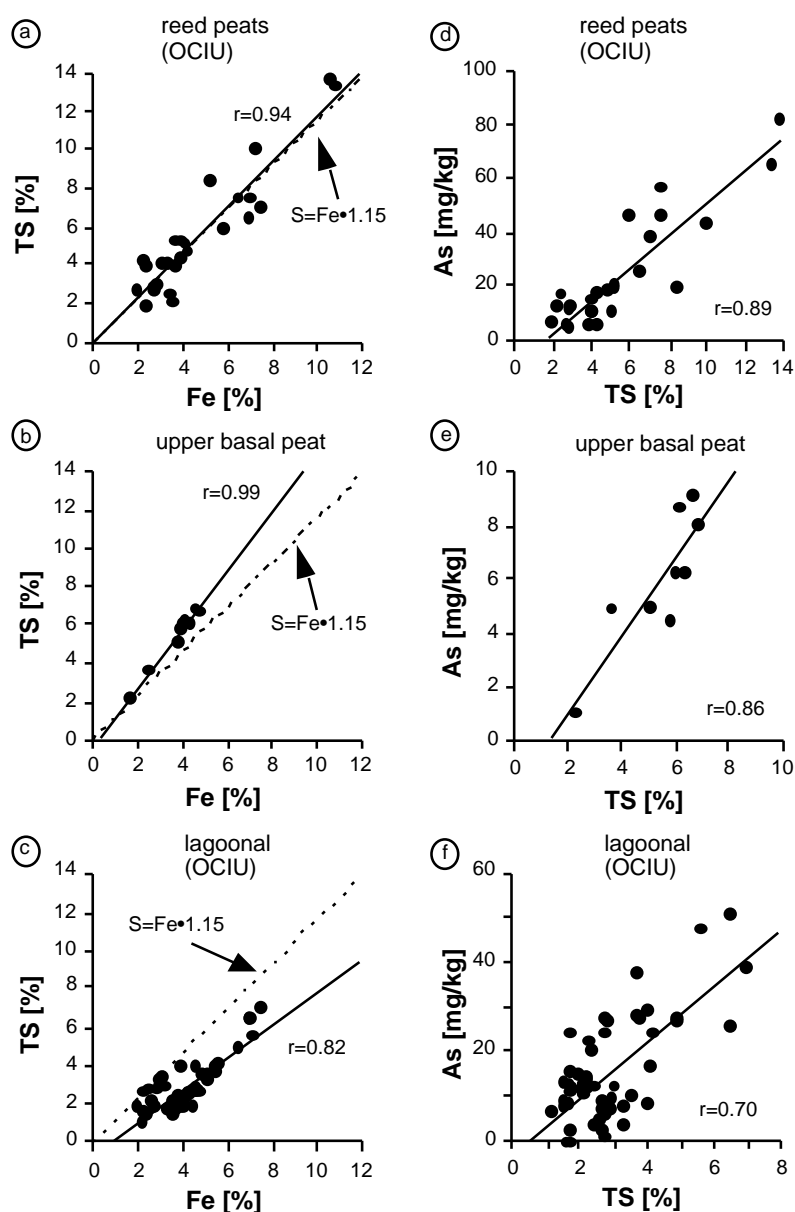 a
reed peats
(OCIU)
14
12
10
8
6
4
2
0
TS [%]
r=0.94
S=Fe•1.15
0 2 4 6 8 10 12
Fe [%]
d
reed peats
(OCIU)
100
80
60
40
20
0
As [mg/kg]
r=0.89
0 2 4 6 8 10 12 14
TS [%]
b
upper basal peat
14
12
10
8
6
4
2
0
TS [%]
r=0.99
S=Fe•1.15
0 2 4 6 8 10 12
Fe [%]
e
upper basal peat
10
8
6
4
2
0
As [mg/kg]
r=0.86
0 2 4 6 8 10
TS [%]
c
lagoonal
(OCIU)
14
12
10
8
6
4
2
0
TS [%]
S=Fe•1.15
r=0.82
0 2 4 6 8 10 12
Fe [%]
f
lagoonal
(OCIU)
60
40
20
0
As [mg/kg]
r=0.70
0 2 4 6 8
TS [%]